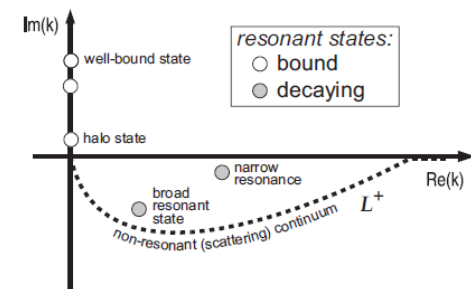 Im(k)
well-bound state
halo state
resonant states:
bound
decaying
narrow
resonance
Re(k)
broad
resonant
state
L+
non-resonant (scattering) continuum